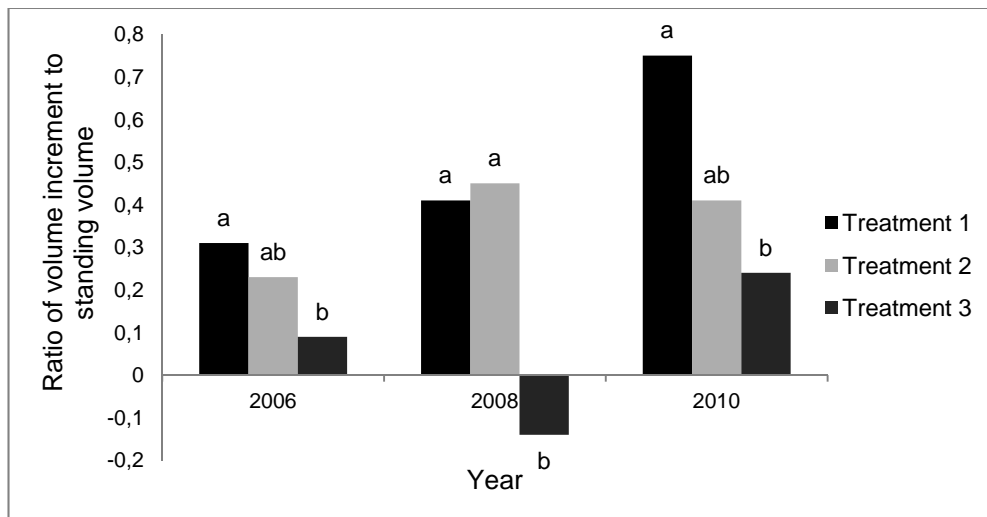 Ratio of volume increment to
standing volume
0,8
0,7
0,6
0,5
0,4
0,3
0,2
0,1
0
-0,1
-0,2
a
ab
b
a
a
b
a
ab
b
2006
2008
2010
Year
Treatment 1
Treatment 2
Treatment 3